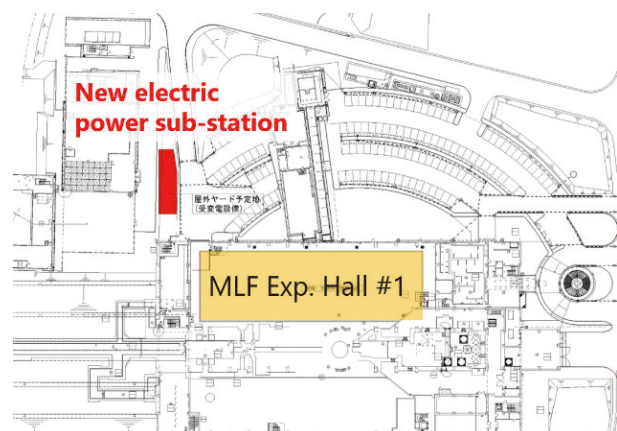 New electric
power sub-station
屋外ヤード予定地
(受変電設備)
MLF Exp. Hall #1